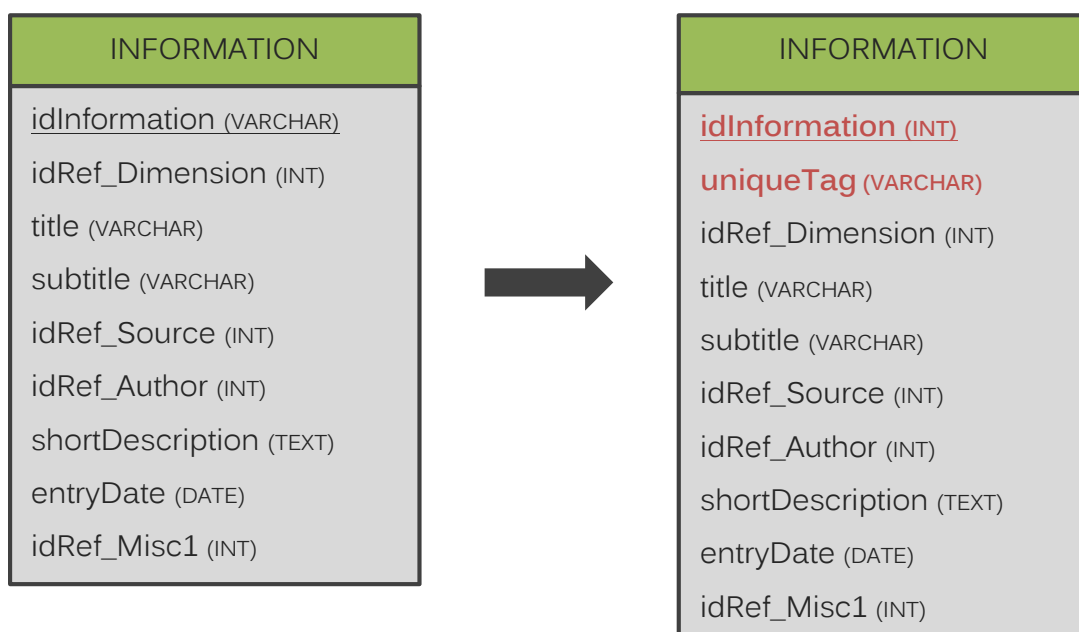 INFORMATION
idInformation (VARCHAR)
idRef_Dimension (INT)
title (VARCHAR)
subtitle (VARCHAR)
idRef_Source (INT)
idRef_Author (INT)
shortDescription (TEXT)
entryDate (DATE)
idRef_Misc1 (INT)
INFORMATION
idInformation (INT)
uniqueTag (VARCHAR)
idRef_Dimension (INT)
title (VARCHAR)
subtitle (VARCHAR)
idRef_Source (INT)
idRef_Author (INT)
shortDescription (TEXT)
entryDate (DATE)
idRef_Misc1 (INT)